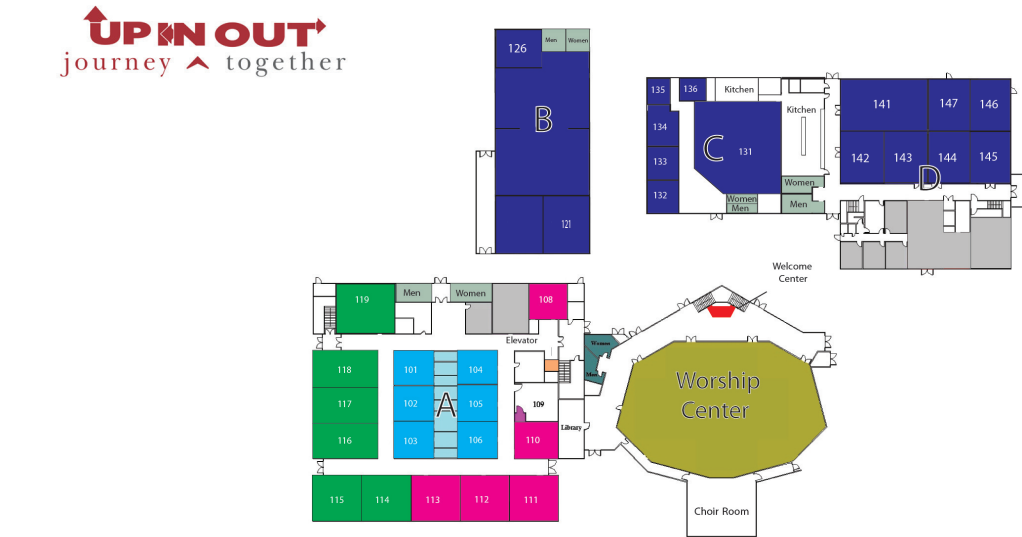 UP IN OUT
journey together
126
Men
Women
B
121
135
136
Kitchen
Kitchen
134
133
132
C
131
Women
Men
Women
Men
141
147
146
142
143
144
145
D
Welcome
Center
119
Men
Women
108
Elevator
Women
Men
118
117
116
101
102
103
A
104
105
106
109
110
Library
Worship
Center
115
114
113
112
111
Choir Room